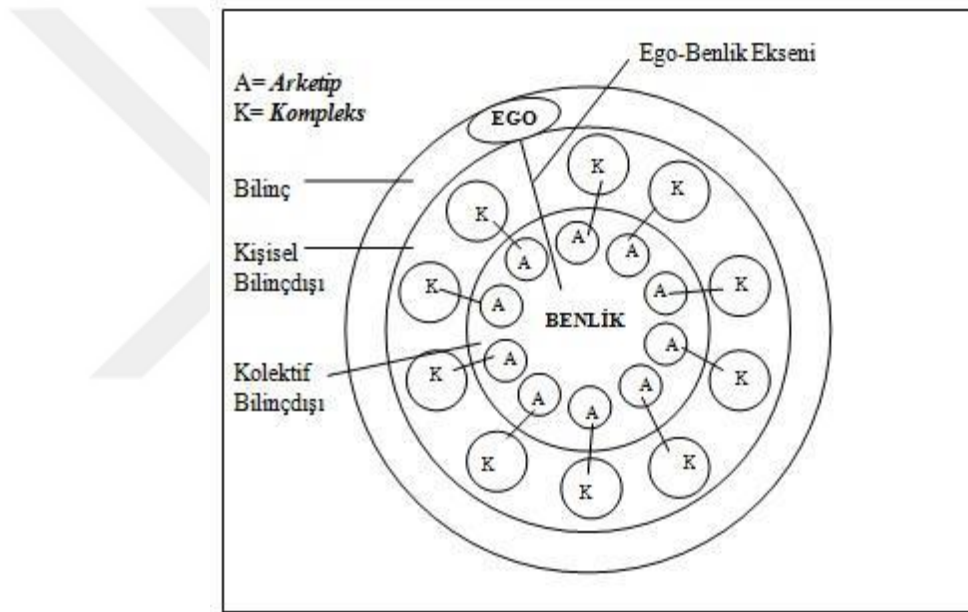 Ego-Benlik Ekseni
A= Arketip
K= Kompleks
EGO
K
K
Bilinç
K
A
A
Kişisel
Bilinçdışı
A
K
K
A
A
BENLİK
A
A
Kolektif
Bilinçdışı
K
K
A
A
A
K
K
K